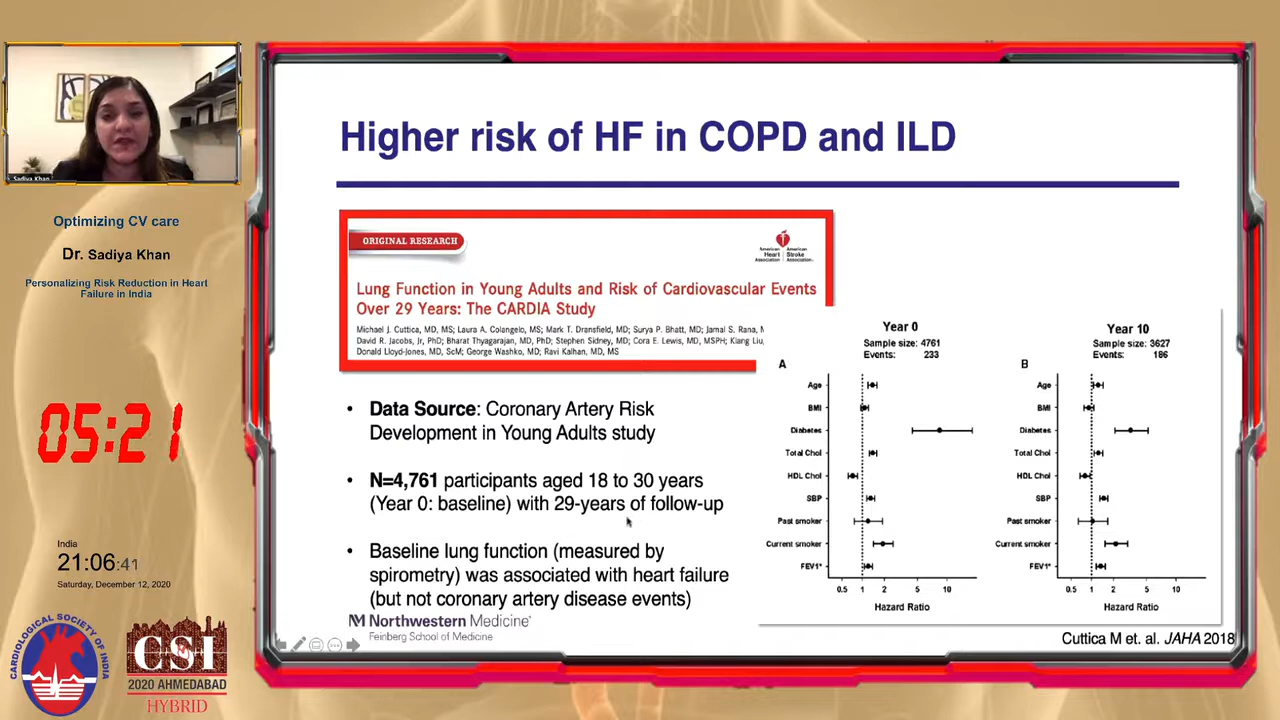 Sadiya Khan
Optimizing CV care
Dr. Sadiya Khan
Personalizing Risk Reduction in Heart
Failure in India
05:21
India
21:06:41
Saturday, December 12, 2020
CARDIOLOGICAL SOCIETY OF INDIA
CSI
2020 AHMEDABAD
HYBRID
Higher risk of HF in COPD and ILD
ORIGINAL RESEARCH
American Heart Association
American Stroke Association
Lung Function in Young Adults and Risk of Cardiovascular Events
Over 29 Years: The CARDIA Study
Michael J. Cuttica, MD, MS; Laura A. Colangelo, MS; Mark T. Dransfield, MD; Surya P. Bhatt, MD; Jamal S. Rana,
David R. Jacobs, Jr, PhD; Bharat Thyagarajan, MD, PhD; Stephen Sidney, MD; Cora E. Lewis, MD, MSPH; Kiang Liu,
Donald Lloyd-Jones, MD, ScM; George Washko, MD; Ravi Kalhan, MD, MS
• Data Source: Coronary Artery Risk
Development in Young Adults study
• N=4,761 participants aged 18 to 30 years
(Year 0: baseline) with 29-years of follow-up
• Baseline lung function (measured by
spirometry) was associated with heart failure
(but not coronary artery disease events)
Northwestern Medicine
Feinberg School of Medicine
Year 0
Sample size: 4761
Events: 233
A
Age
BMI
Diabetes
Total Chol
HDL Chol
SBP
Past smoker
Current smoker
FEV1*
0.5 1 2 5 10
Hazard Ratio
Year 10
Sample size: 3627
Events: 186
B
Age
BMI
Diabetes
Total Chol
HDL Chol
SBP
Past smoker
Current smoker
FEV1*
0.5 1 2 5 10
Hazard Ratio
Cuttica M et. al. JAHA 2018